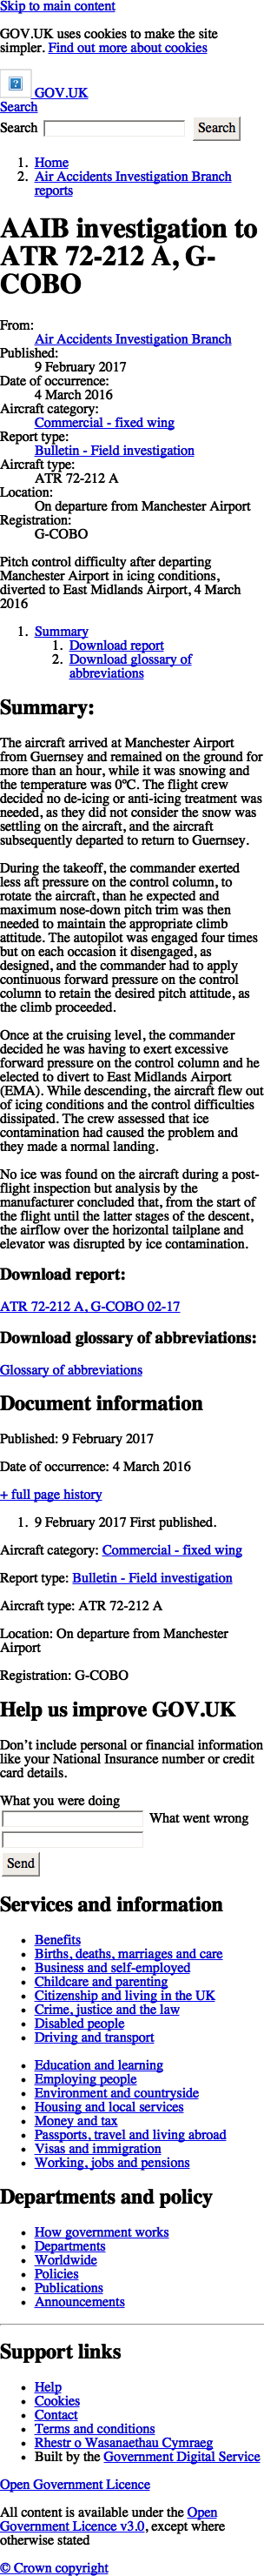 Skip to main content
GOV.UK uses cookies to make the site
simpler. Find out more about cookies
GOV.UK
Search
Search Search
1. Home
2. Air Accidents Investigation Branch
reports
AAIB investigation to
ATR 72-212 A, G-
COBO
From:
Air Accidents Investigation Branch
Published:
9 February 2017
Date of occurrence:
4 March 2016
Aircraft category:
Commercial - fixed wing
Report type:
Bulletin - Field investigation
Aircraft type:
ATR 72-212 A
Location:
On departure from Manchester Airport
Registration:
G-COBO
Pitch control difficulty after departing
Manchester Airport in icing conditions,
diverted to East Midlands Airport, 4 March
2016
1. Summary
1. Download report
2. Download glossary of
abbreviations
Summary:
The aircraft arrived at Manchester Airport
from Guernsey and remained on the ground for
more than an hour, while it was snowing and
the temperature was 0ºC. The flight crew
decided no de-icing or anti-icing treatment was
needed, as they did not consider the snow was
settling on the aircraft, and the aircraft
subsequently departed to return to Guernsey.
During the takeoff, the commander exerted
less aft pressure on the control column, to
rotate the aircraft, than he expected and
maximum nose-down pitch trim was then
needed to maintain the appropriate climb
attitude. The autopilot was engaged four times
but on each occasion it disengaged, as
designed, and the commander had to apply
continuous forward pressure on the control
column to retain the desired pitch attitude, as
the climb proceeded.
Once at the cruising level, the commander
decided he was having to exert excessive
forward pressure on the control column and he
elected to divert to East Midlands Airport
(EMA). While descending, the aircraft flew out
of icing conditions and the control difficulties
dissipated. The crew assessed that ice
contamination had caused the problem and
they made a normal landing.
No ice was found on the aircraft during a post-
flight inspection but analysis by the
manufacturer concluded that, from the start of
the flight until the latter stages of the descent,
the airflow over the horizontal tailplane and
elevator was disrupted by ice contamination.
Download report:
ATR 72-212 A, G-COBO 02-17
Download glossary of abbreviations:
Glossary of abbreviations
Document information
Published: 9 February 2017
Date of occurrence: 4 March 2016
+ full page history
1. 9 February 2017 First published.
Aircraft category: Commercial - fixed wing
Report type: Bulletin - Field investigation
Aircraft type: ATR 72-212 A
Location: On departure from Manchester
Airport
Registration: G-COBO
Help us improve GOV.UK
Don’t include personal or financial information
like your National Insurance number or credit
card details.
What you were doing
What went wrong
Send
Services and information
• Benefits
• Births, deaths, marriages and care
• Business and self-employed
• Childcare and parenting
• Citizenship and living in the UK
• Crime, justice and the law
• Disabled people
• Driving and transport
• Education and learning
• Employing people
• Environment and countryside
• Housing and local services
• Money and tax
• Passports, travel and living abroad
• Visas and immigration
• Working, jobs and pensions
Departments and policy
• How government works
• Departments
• Worldwide
• Policies
• Publications
• Announcements
Support links
• Help
• Cookies
• Contact
• Terms and conditions
• Rhestr o Wasanaethau Cymraeg
• Built by the Government Digital Service
Open Government Licence
All content is available under the Open
Government Licence v3.0, except where
otherwise stated
© Crown copyright